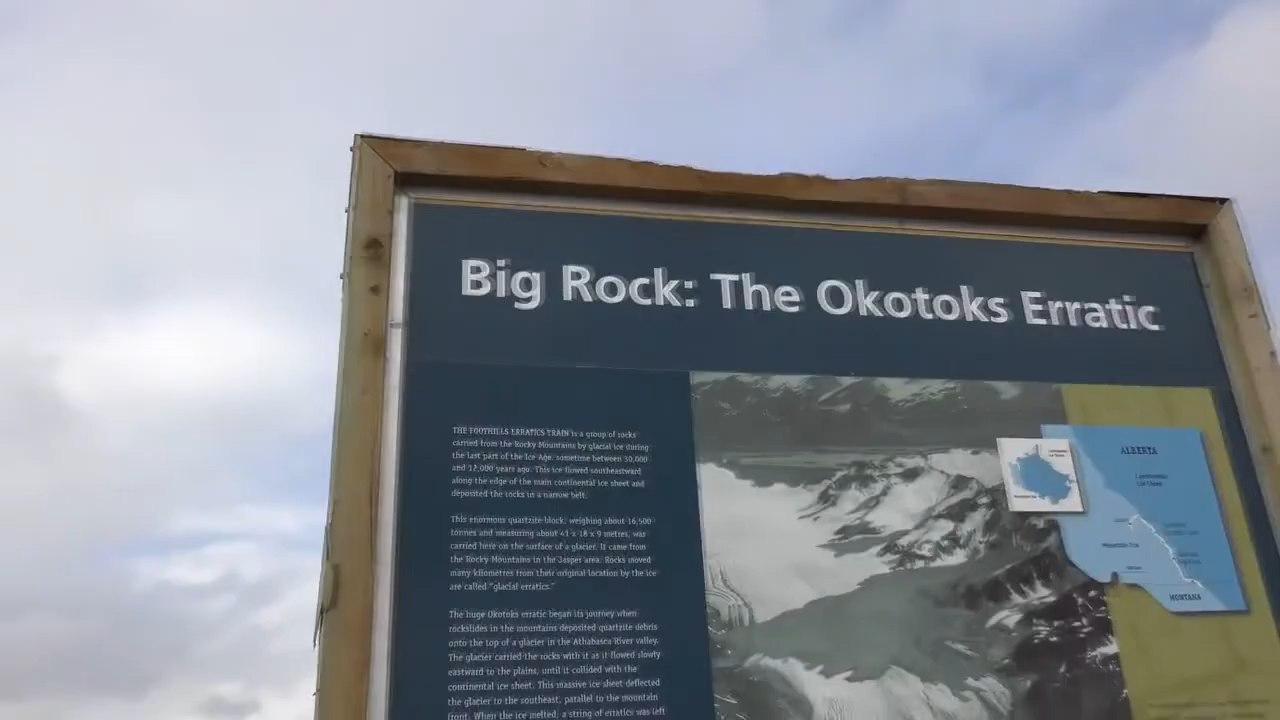 Big Rock: The Okotoks Erratic
THE FOOTHILLS ERRATICS TRAIN is a group of rocks
carried from the Rocky Mountains by glacial ice during
the last part of the Ice Age, sometime between 30,000
and 12,000 years ago. This ice flowed southeastward
along the edge of the main continental ice sheet and
deposited the rocks in a narrow belt.
This enormous quartzite block, weighing about 16,500
tonnes and measuring about 41 x 18 x 9 metres, was
carried here on the surface of a glacier. It came from
the Rocky Mountains in the Jasper area. Rocks moved
many kilometres from their original location by the ice
are called "glacial erratics."
The huge Okotoks erratic began its journey when
rockslides in the mountains deposited quartzite debris
onto the top of a glacier in the Athabasca River valley.
The glacier carried the rocks with it as it flowed slowly
eastward to the plains, until it collided with the
continental ice sheet. This massive ice sheet deflected
the glacier to the southeast, parallel to the mountain
front. When the ice melted, a string of erratics was left
ALBERTA
MONTANA